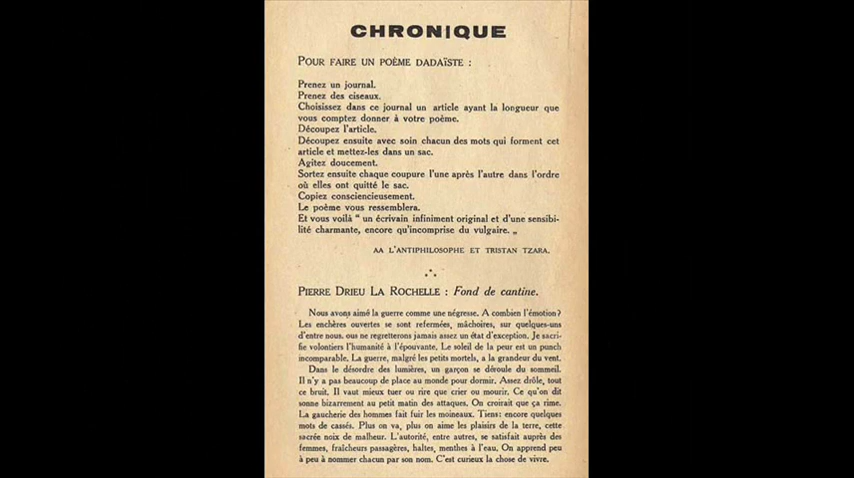 CHRONIQUE
POUR FAIRE UN POÈME DADAÏSTE :
Prenez un journal.
Prenez des ciseaux.
Choisissez dans ce journal un article ayant la longueur que
vous comptez donner à votre poème.
Découpez l'article.
Découpez ensuite avec soin chacun des mots qui forment cet
article et mettez-les dans un sac.
Agitez doucement.
Sortez ensuite chaque coupure l'une après l'autre dans l'ordre
où elles ont quitté le sac.
Copiez consciencieusement.
Le poème vous ressemblera.
Et vous voilà " un écrivain infiniment original et d'une sensibi-
lité charmante, encore qu'incomprise du vulgaire. „
AA L'ANTIPHILOSOPHE ET TRISTAN TZARA.
PIERRE DRIEU LA ROCHELLE : Fond de cantine.
Nous avons aimé la guerre comme une négresse. A combien l'émotion?
Les enchères ouvertes se sont refermées, mâchoires, sur quelques-uns
d'entre nous. ous ne regretterons jamais assez un état d'exception. Je sacri-
fie volontiers l'humanité à l'épouvante. Le soleil de la peur est un punch
incomparable. La guerre, malgré les petits mortels, a la grandeur du vent.
Dans le désordre des lumières, un garçon se déroule du sommeil.
Il n'y a pas beaucoup de place au monde pour dormir. Assez drôle, tout
ce bruit. Il vaut mieux tuer ou rire que crier ou mourir. Ce qu'on dit
sonne bizarrement au petit matin des attaques. On croirait que ça rime.
La gaucherie des hommes fait fuir les moineaux. Tiens: encore quelques
mots de cassés. Plus on va, plus on aime les plaisirs de la terre, cette
sacrée noix de malheur. L'autorité, entre autres, se satisfait auprès des
femmes, fraîcheurs passagères, haltes, menthes à l'eau. On apprend peu
à peu à nommer chacun par son nom. C'est curieux la chose de vivre.